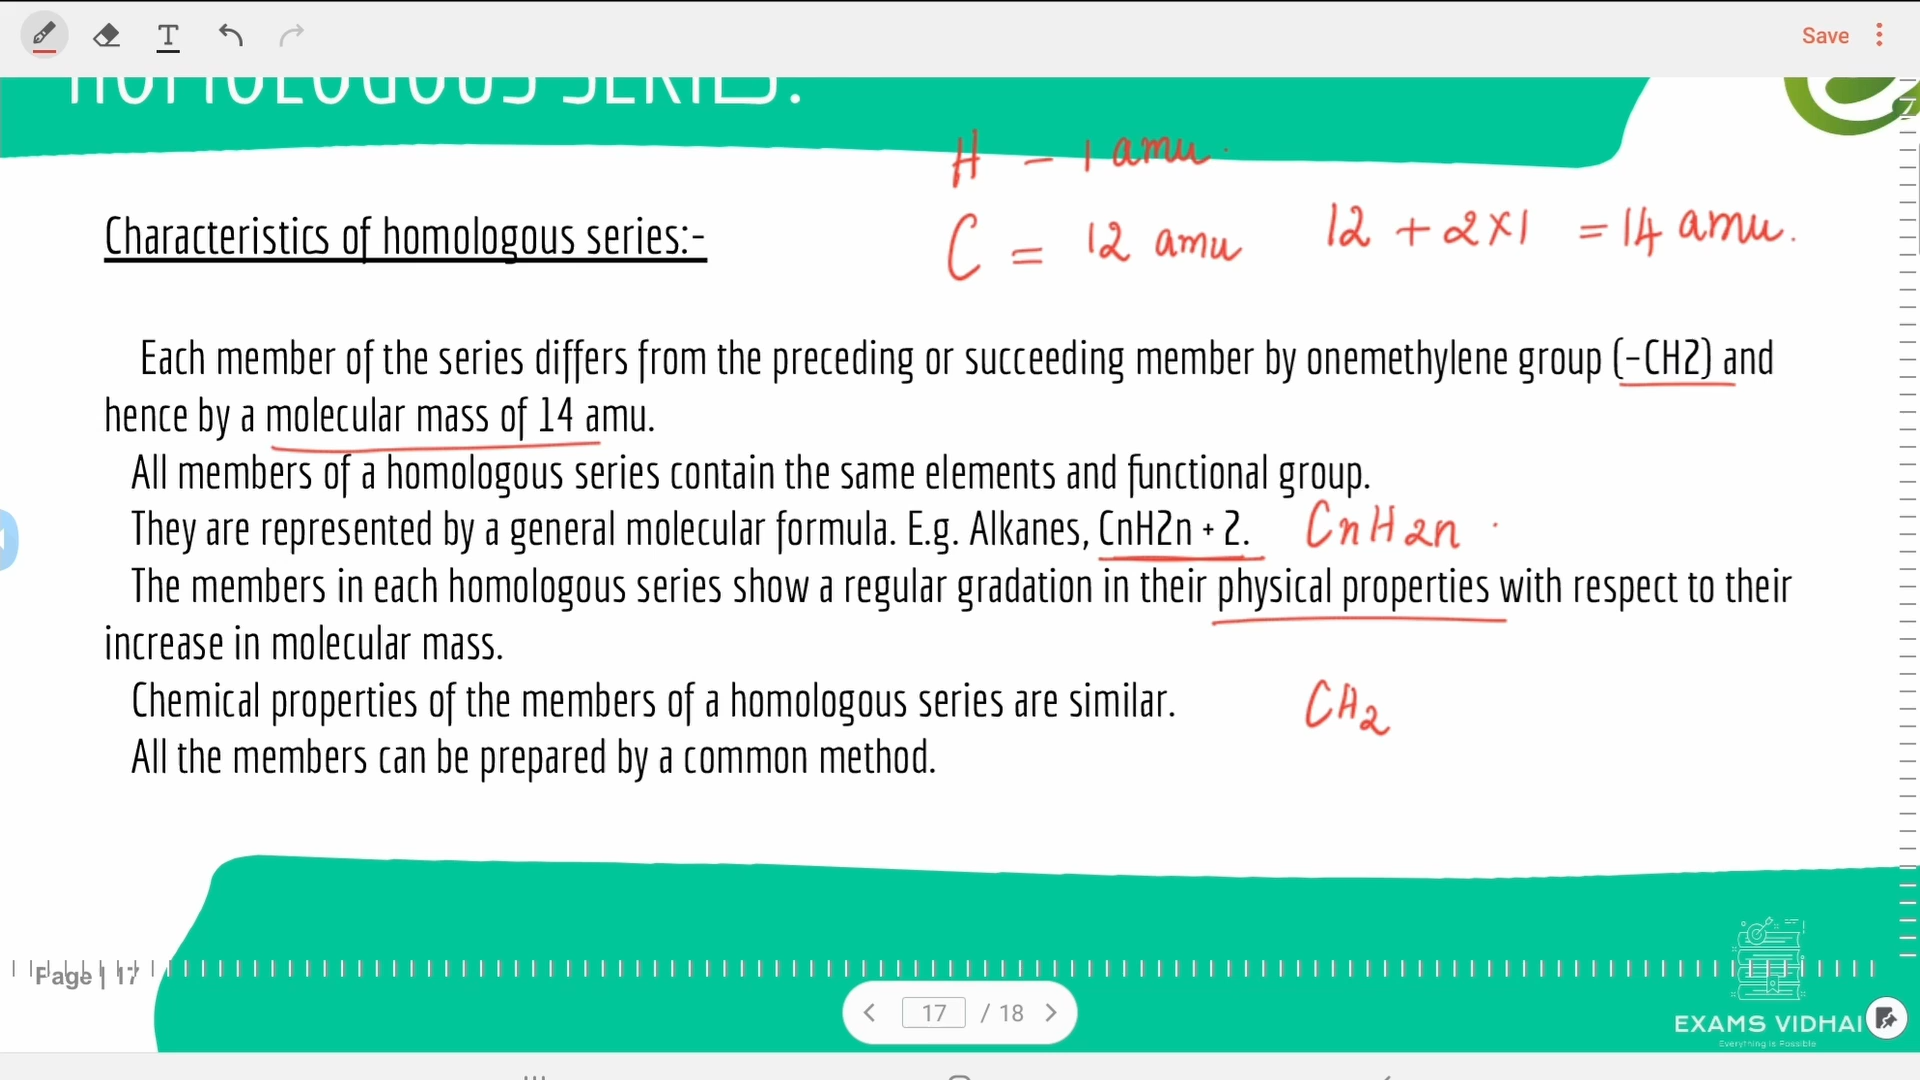 Save
HOMOLOGOUS SERIES:
H - 1 amu.
C = 12 amu
12 + 2×1 = 14 amu.
Characteristics of homologous series:-
Each member of the series differs from the preceding or succeeding member by onemethylene group (–CH2) and
hence by a molecular mass of 14 amu.
All members of a homologous series contain the same elements and functional group.
They are represented by a general molecular formula. E.g. Alkanes, CnH2n + 2.
CnH2n
The members in each homologous series show a regular gradation in their physical properties with respect to their
increase in molecular mass.
Chemical properties of the members of a homologous series are similar.
CH2
All the members can be prepared by a common method.
Page | 17
17 / 18
EXAMS VIDHAI
Everything is Possible